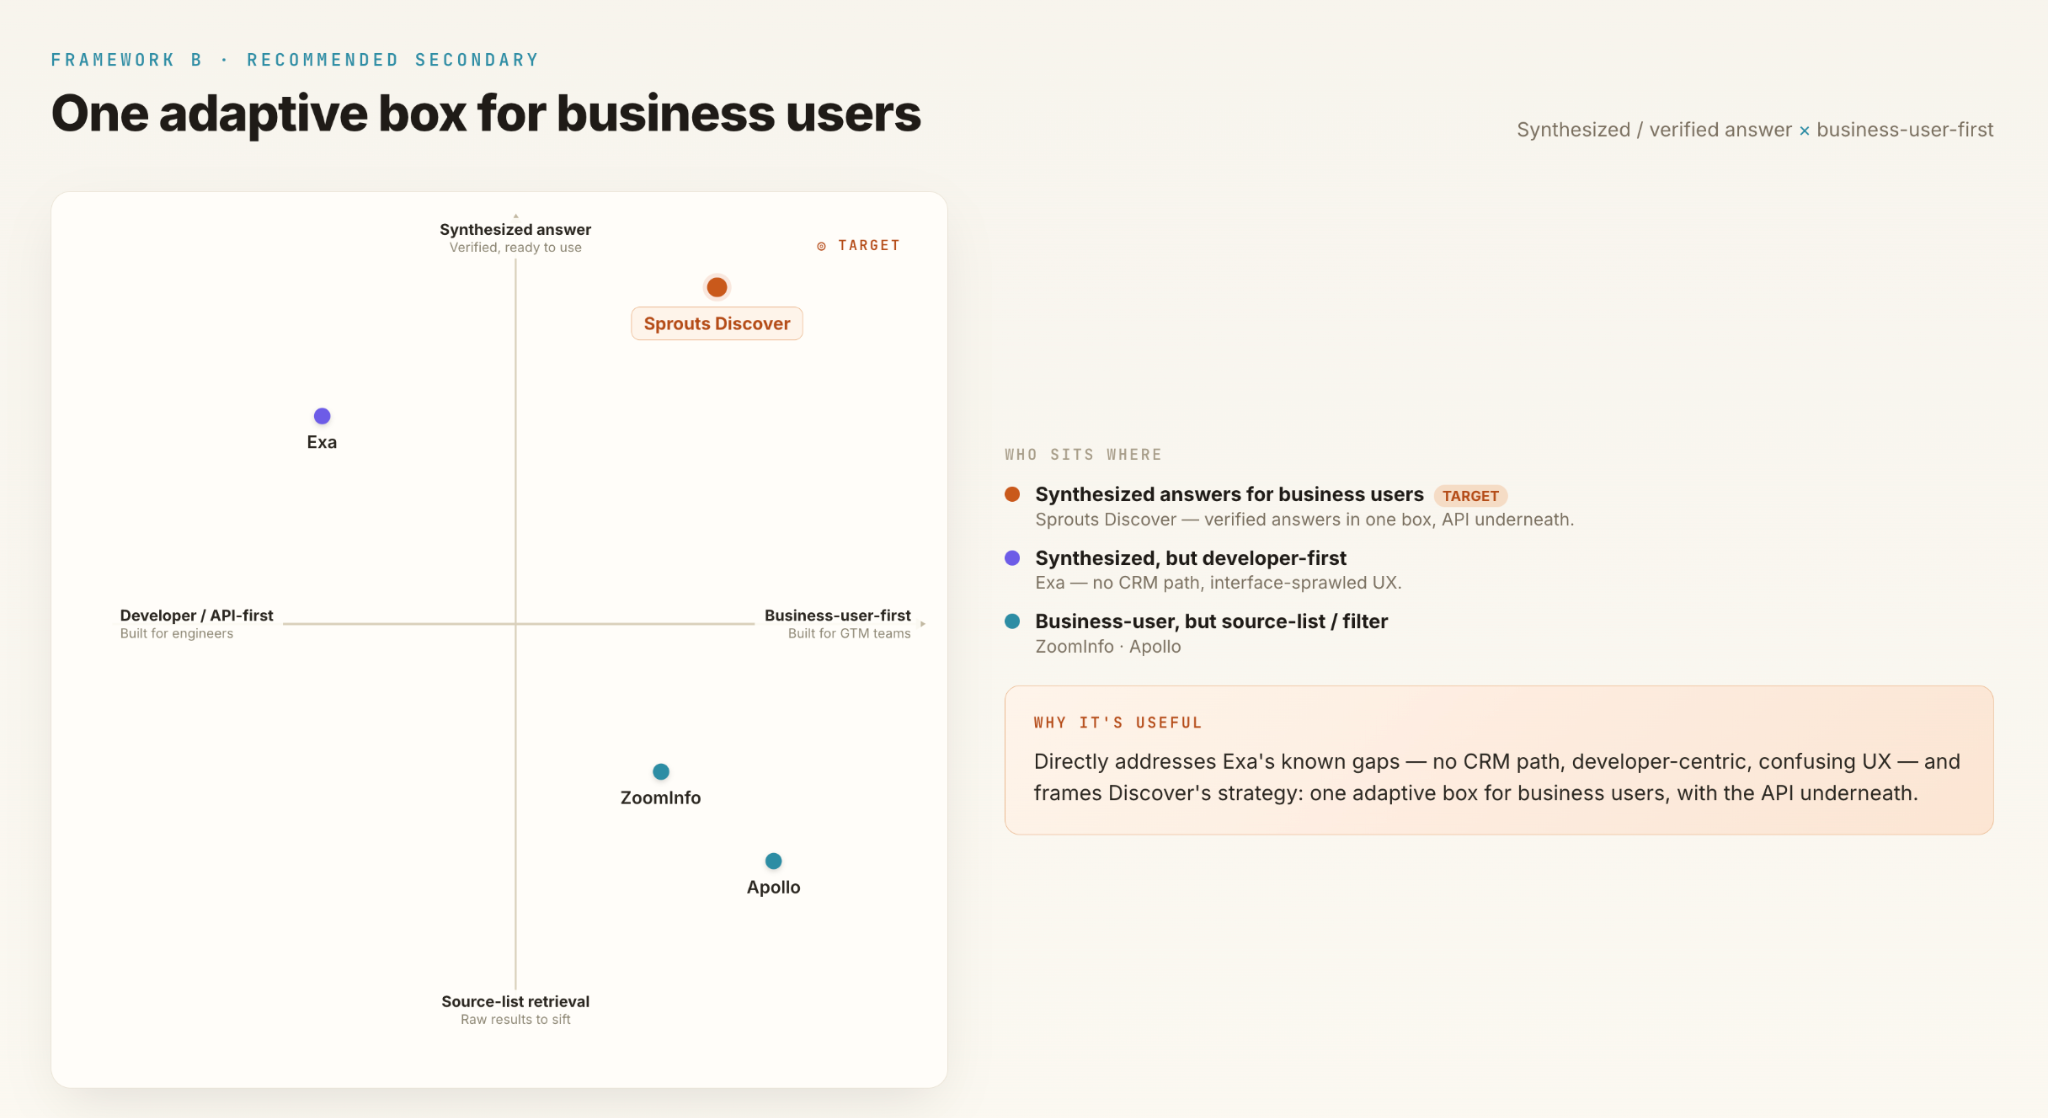 FRAMEWORK B · RECOMMENDED SECONDARY
One adaptive box for business users
Synthesized / verified answer × business-user-first
Synthesized answer
Verified, ready to use
◎ TARGET
Sprouts Discover
Exa
Developer / API-first
Built for engineers
Business-user-first
Built for GTM teams
ZoomInfo
Apollo
Source-list retrieval
Raw results to sift
WHO SITS WHERE
Synthesized answers for business users TARGET
Sprouts Discover — verified answers in one box, API underneath.
Synthesized, but developer-first
Exa — no CRM path, interface-sprawled UX.
Business-user, but source-list / filter
ZoomInfo · Apollo
WHY IT'S USEFUL
Directly addresses Exa's known gaps — no CRM path, developer-centric, confusing UX — and
frames Discover's strategy: one adaptive box for business users, with the API underneath.